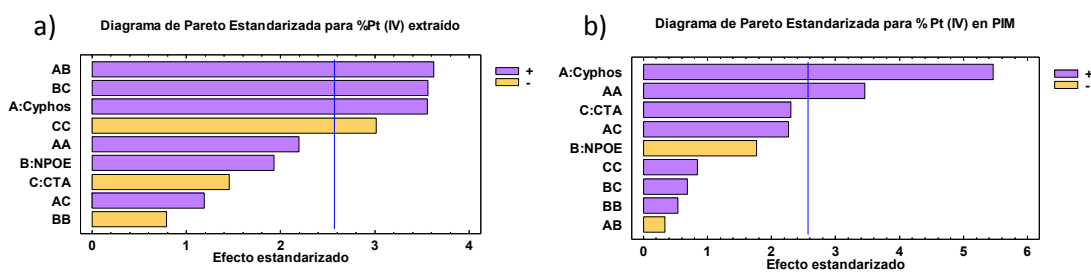 a)
Diagrama de Pareto Estandarizada para %Pt (IV) extraído
AB
BC
A:Cyphos
CC
AA
B:NPOE
C:CTA
AC
BB
0 1 2 3 4
Efecto estandarizado
+
-
b)
Diagrama de Pareto Estandarizada para % Pt (IV) en PIM
A:Cyphos
AA
C:CTA
AC
B:NPOE
CC
BC
BB
AB
0 1 2 3 4 5 6
Efecto estandarizado
+
-